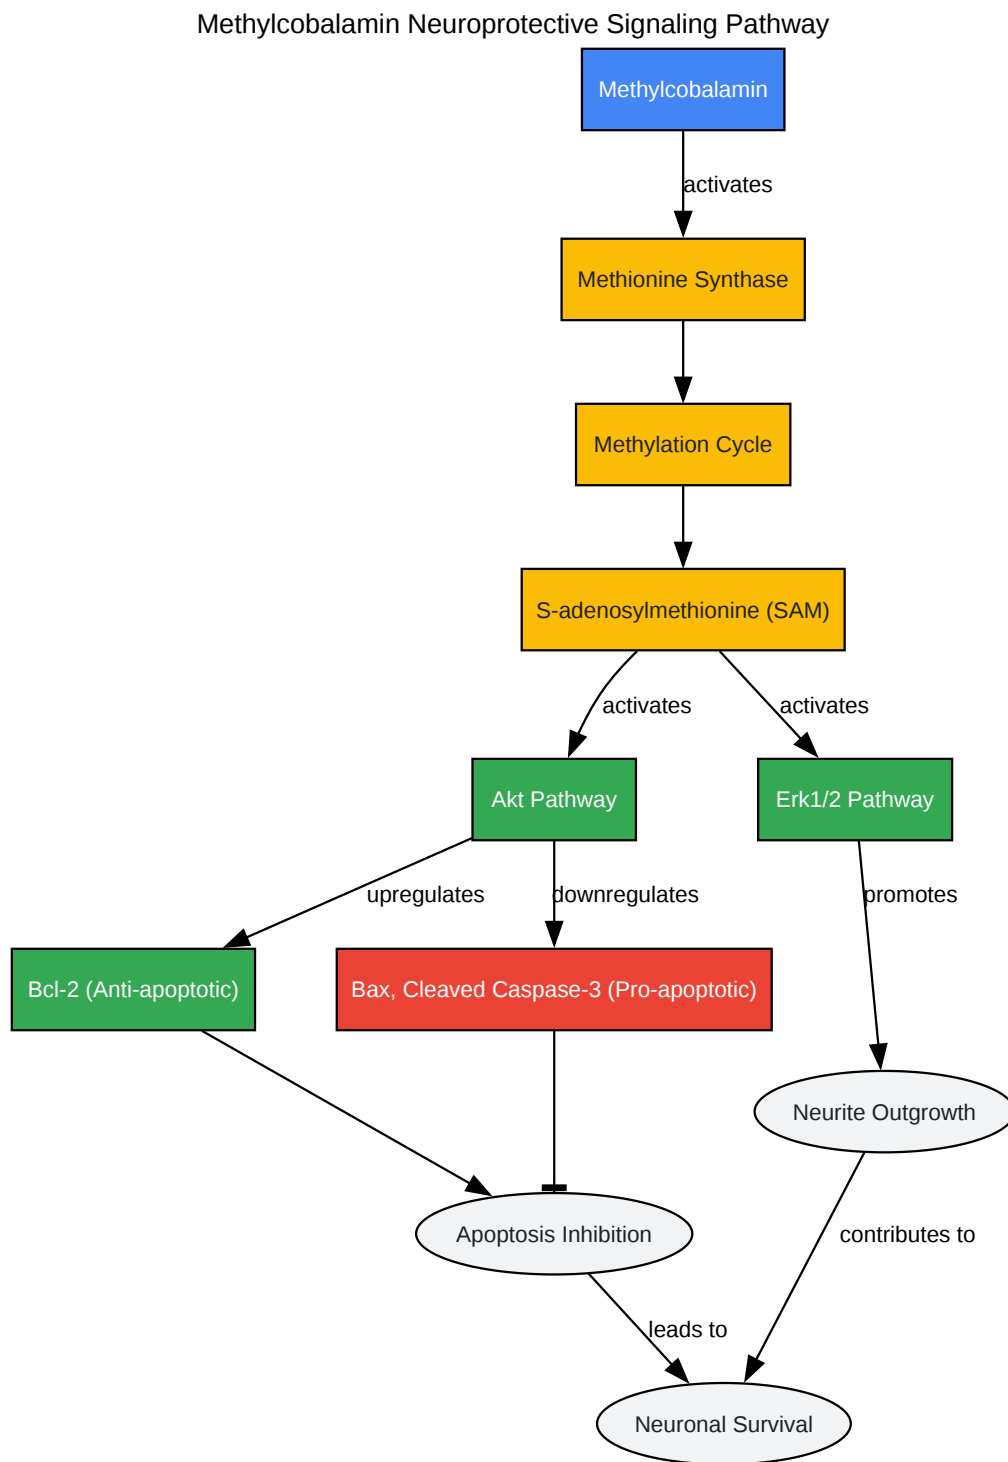 Methylcobalamin Neuroprotective Signaling Pathway
Methylcobalamin
activates
Methionine Synthase
Methylation Cycle
S-adenosylmethionine (SAM)
activates
activates
Akt Pathway
Erk1/2 Pathway
upregulates
downregulates
promotes
Bcl-2 (Anti-apoptotic)
Bax, Cleaved Caspase-3 (Pro-apoptotic)
Neurite Outgrowth
Apoptosis Inhibition
contributes to
leads to
Neuronal Survival